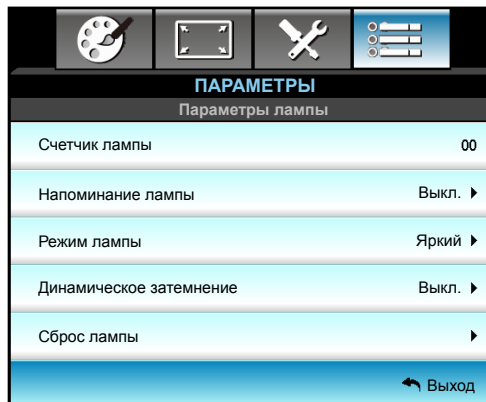 ПАРАМЕТРЫ
Параметры лампы
Счетчик лампы 00
Напоминание лампы Выкл.
Режим лампы Яркий
Динамическое затемнение Выкл.
Сброс лампы
Выход